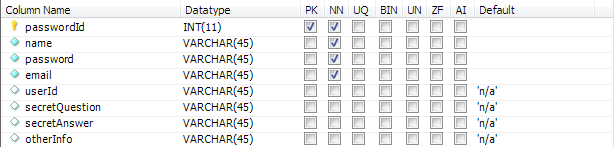 Column Name Datatype PK NN UQ BIN UN ZF AI Default
passwordId INT(11)
name VARCHAR(45)
password VARCHAR(45)
email VARCHAR(45)
userId VARCHAR(45) 'n/a'
secretQuestion VARCHAR(45) 'n/a'
secretAnswer VARCHAR(45) 'n/a'
otherInfo VARCHAR(45) 'n/a'